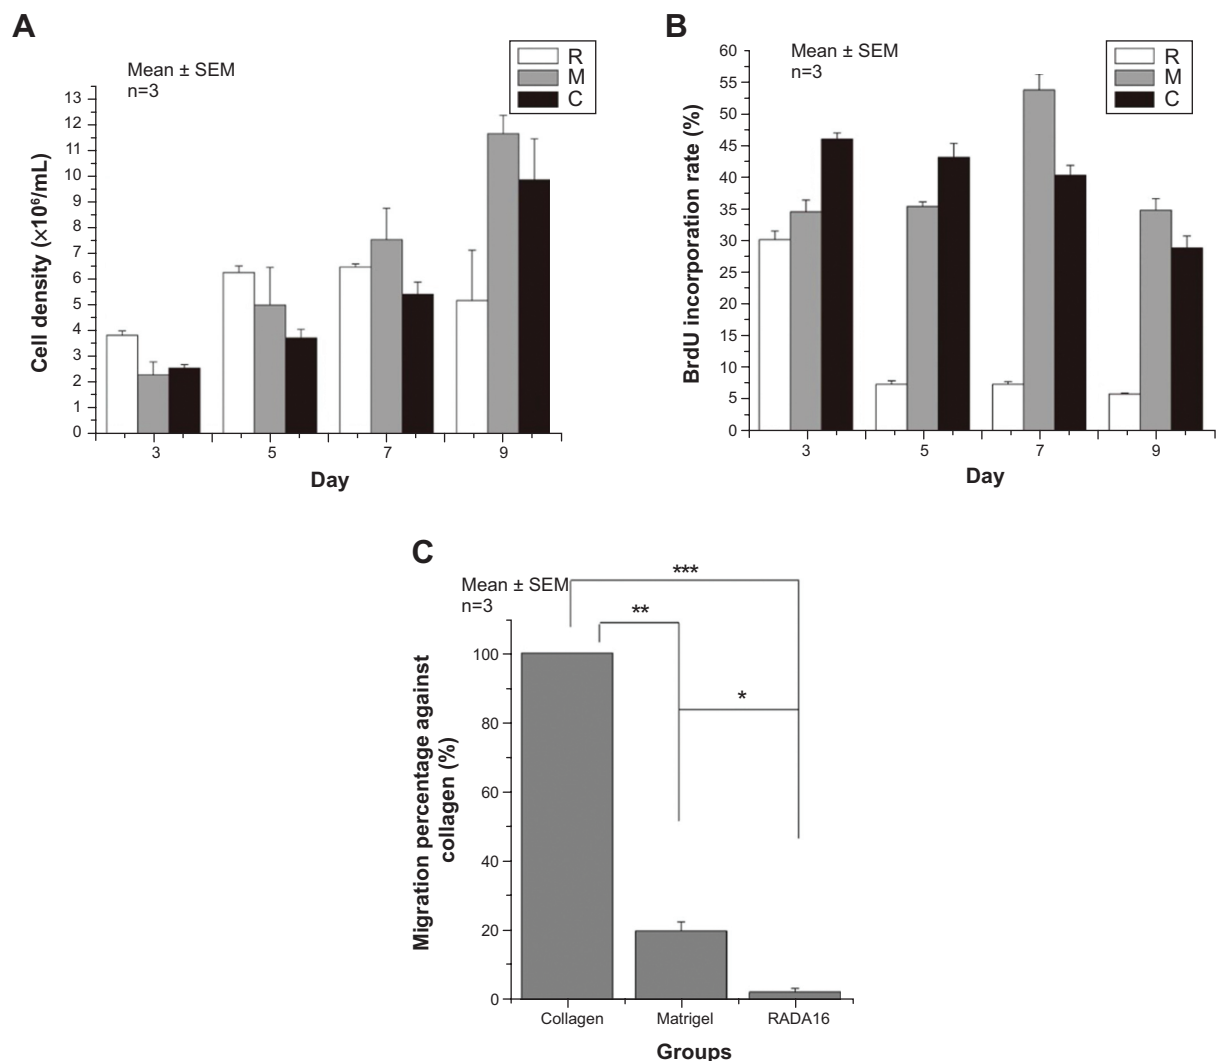 A
Mean ± SEM
n=3
R
M
C
Cell density (×10⁶/mL)
13
12
11
10
9
8
7
6
5
4
3
2
1
0
3 5 7 9
Day
B
Mean ± SEM
n=3
R
M
C
BrdU incorporation rate (%)
60
55
50
45
40
35
30
25
20
15
10
5
0
3 5 7 9
Day
C
Mean ± SEM
n=3
***
**
*
Migration percentage against
collagen (%)
100
80
60
40
20
0
Collagen Matrigel RADA16
Groups